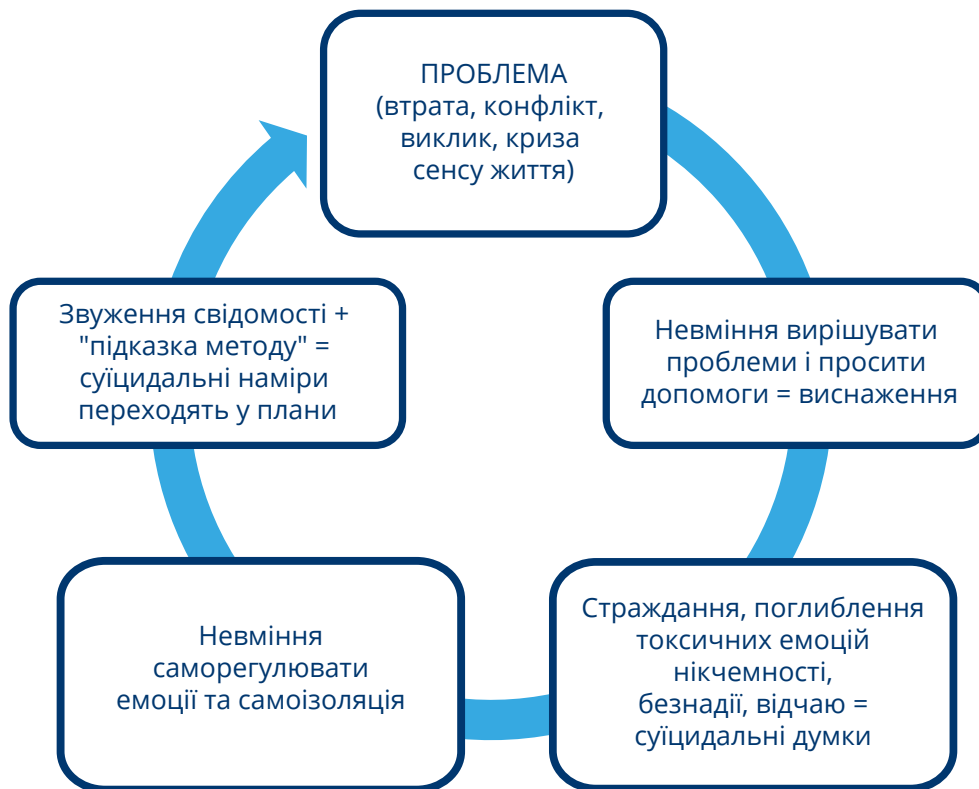 ПРОБЛЕМА
(втрата, конфлікт,
виклик, криза
сенсу життя)
Невміння вирішувати
проблеми і просити
допомоги = виснаження
Страждання, поглиблення
токсичних емоцій
нікчемності,
безнадії, відчаю =
суїцидальні думки
Невміння
саморегулювати
емоції та самоізоляція
Звуження свідомості +
"підказка методу" =
суїцидальні наміри
переходять у плани